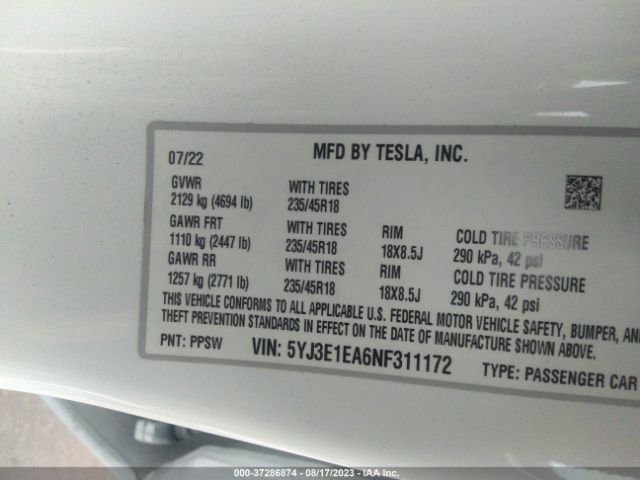 07/22 MFD BY TESLA, INC.
GVWR WITH TIRES
2129 kg (4694 lb) 235/45R18
GAWR FRT WITH TIRES RIM COLD TIRE PRESSURE
1110 kg (2447 lb) 235/45R18 18X8.5J 290 kPa, 42 psi
GAWR RR WITH TIRES RIM COLD TIRE PRESSURE
1257 kg (2771 lb) 235/45R18 18X8.5J 290 kPa, 42 psi
THIS VEHICLE CONFORMS TO ALL APPLICABLE U.S. FEDERAL MOTOR VEHICLE SAFETY, BUMPER, AN
THEFT PREVENTION STANDARDS IN EFFECT ON THE DATE OF MANUFACTURE SHOWN ABOVE.
PNT: PPSW VIN: 5YJ3E1EA6NF311172 TYPE: PASSENGER CAR
000-37286874 / 08/17/2023 - IAA Inc.